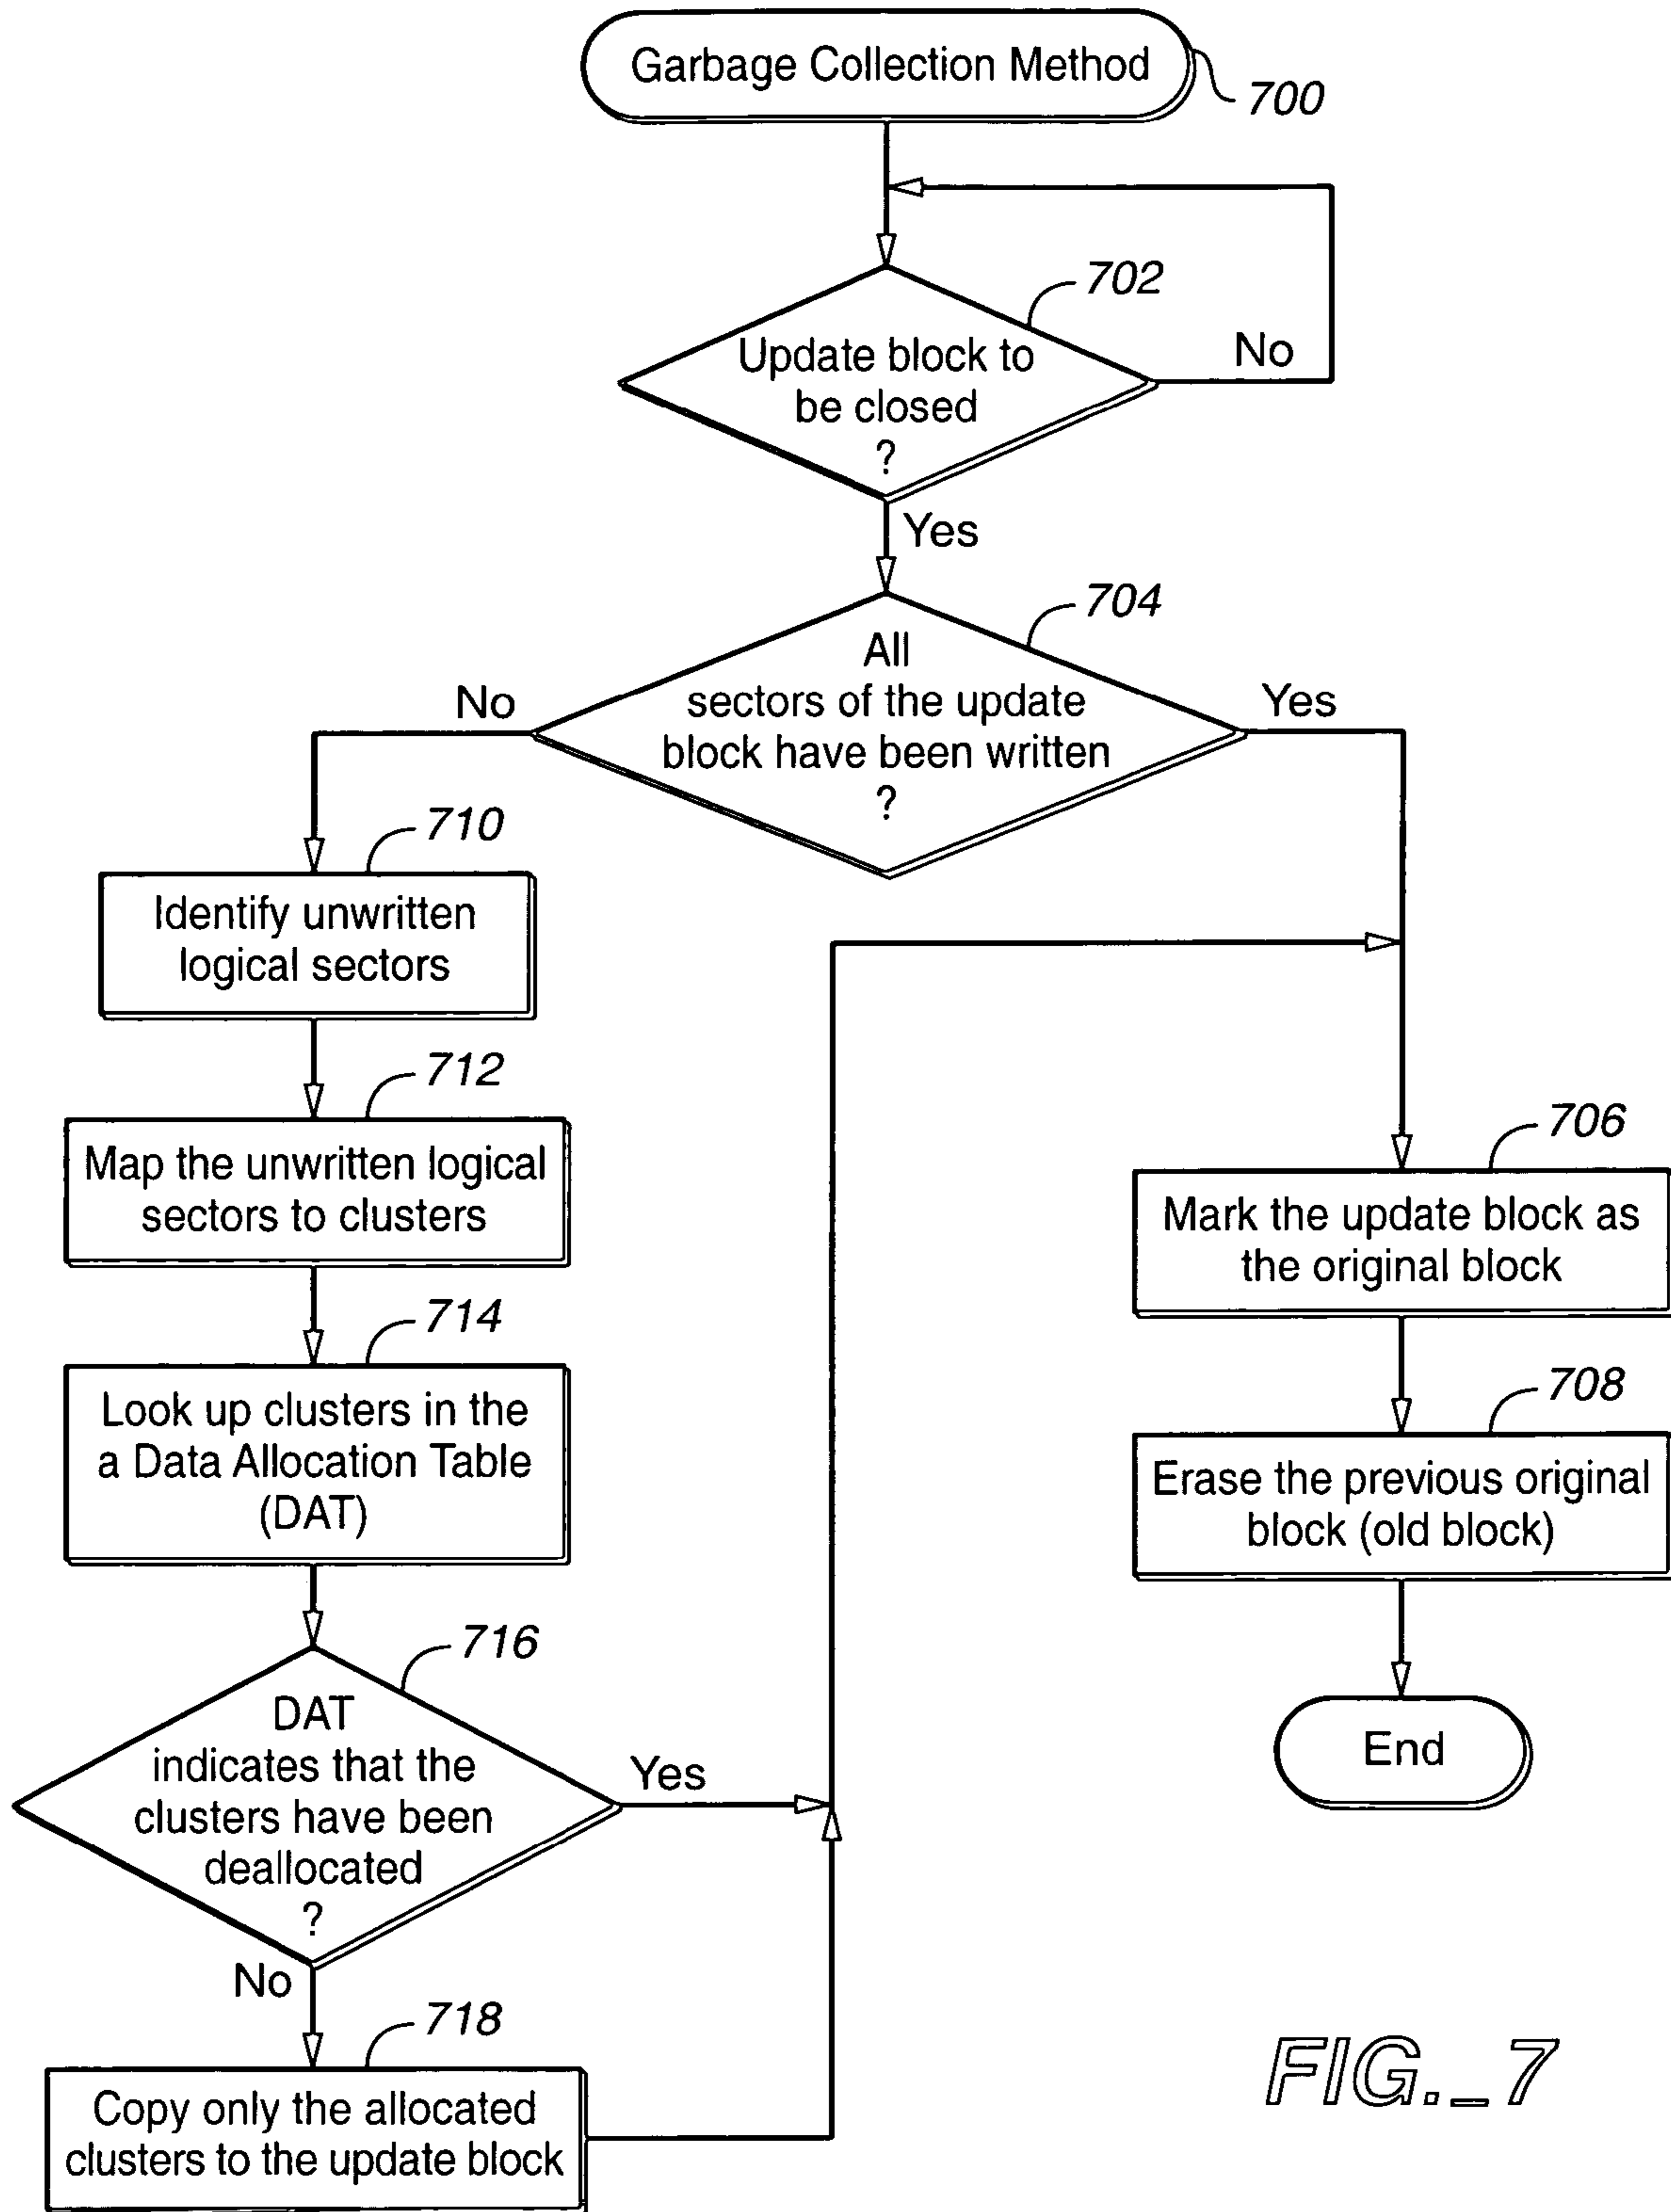 Garbage Collection Method
700
702
Update block to
be closed
?
No
Yes
704
All
sectors of the update
block have been written
?
No
Yes
710
Identify unwritten
logical sectors
712
Map the unwritten logical
sectors to clusters
714
Look up clusters in the
a Data Allocation Table
(DAT)
716
DAT
indicates that the
clusters have been
deallocated
?
Yes
No
718
Copy only the allocated
clusters to the update block
706
Mark the update block as
the original block
708
Erase the previous original
block (old block)
End
FIG._7